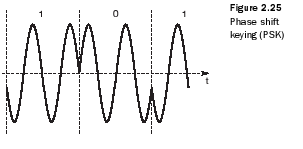 1 0 1
t
Figure 2.25
Phase shift
keying (PSK)